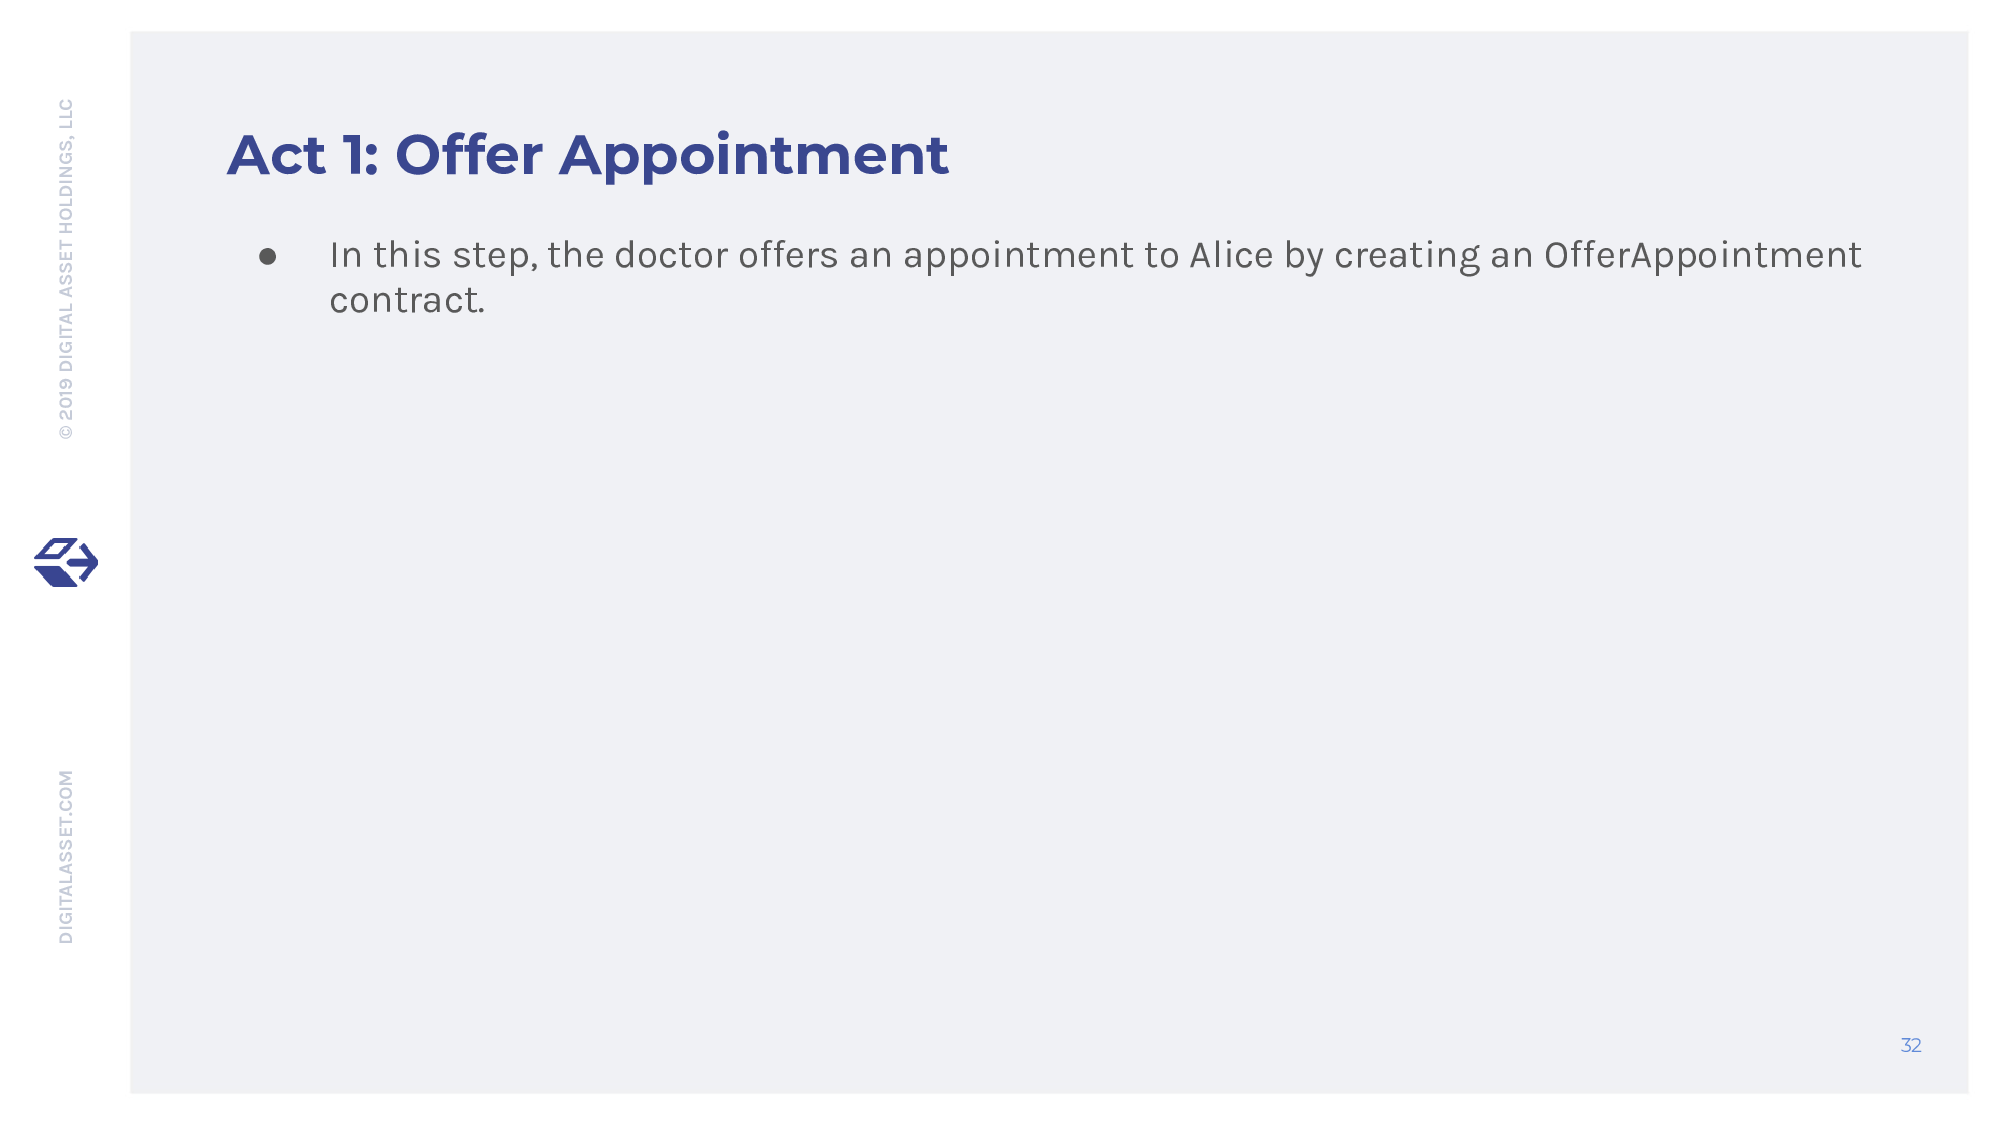 Act 1: Offer Appointment
● In this step, the doctor offers an appointment to Alice by creating an OfferAppointment
contract.
© 2019 DIGITAL ASSET HOLDINGS, LLC
DIGITALASSET.COM
32